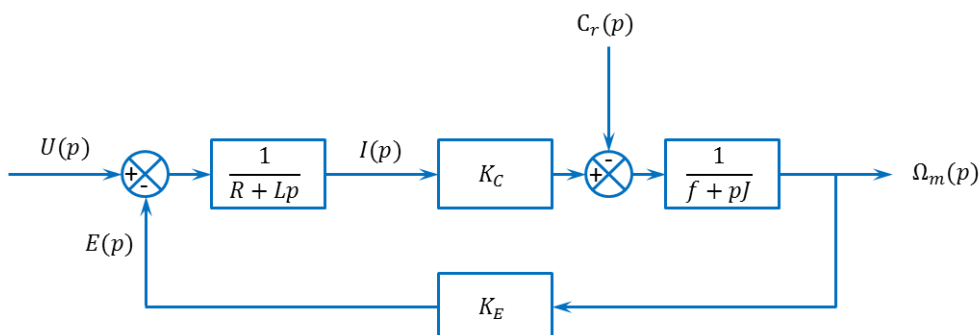 C_r(p)
U(p)
+
-
1
R + Lp
I(p)
K_C
-
+
1
f + pJ
Ω_m(p)
E(p)
K_E